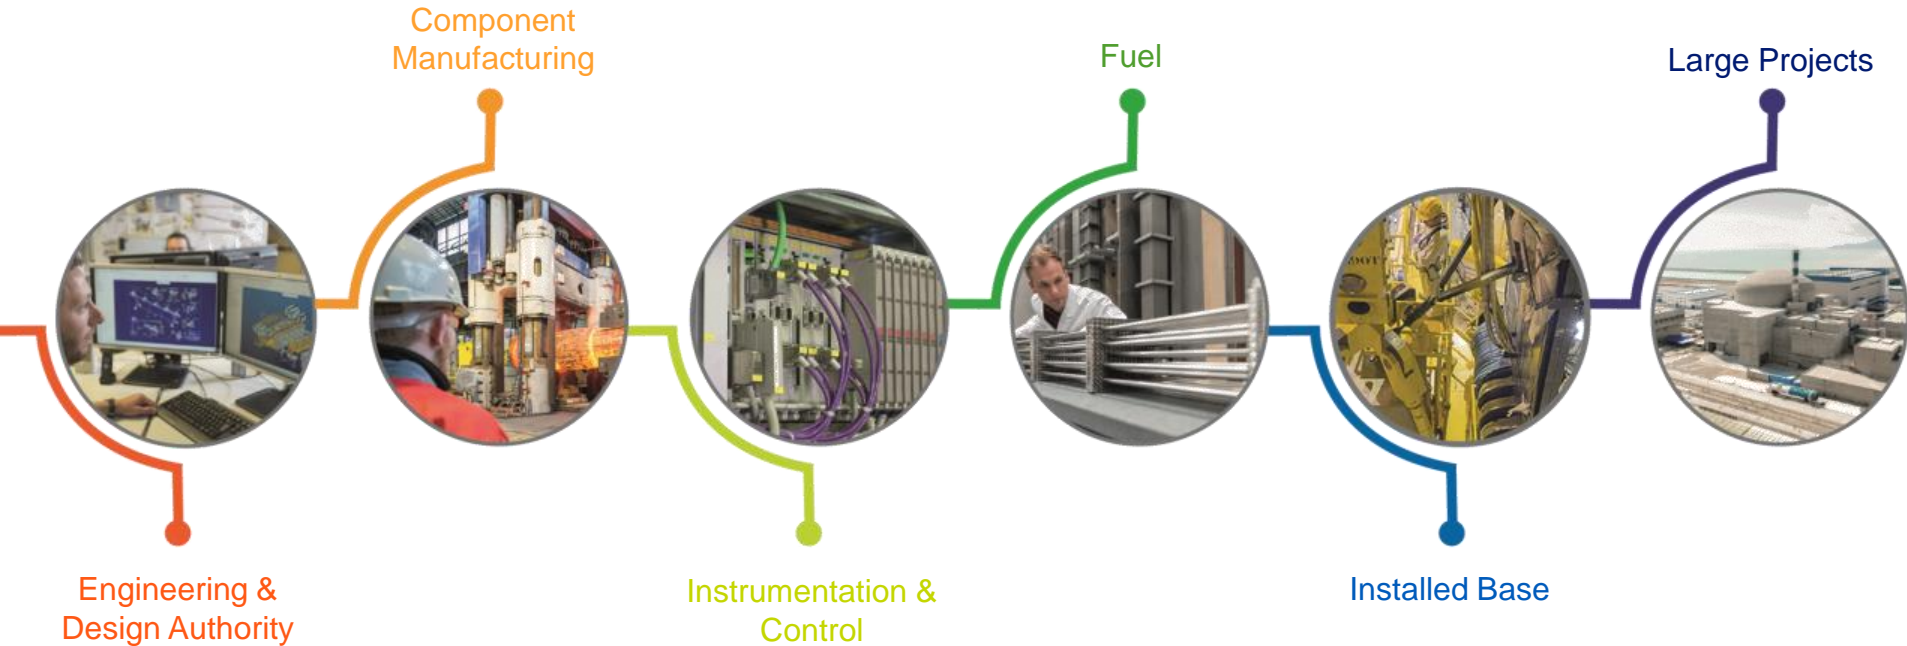 Component
Manufacturing
Fuel
Large Projects
Engineering &
Design Authority
Instrumentation &
Control
Installed Base